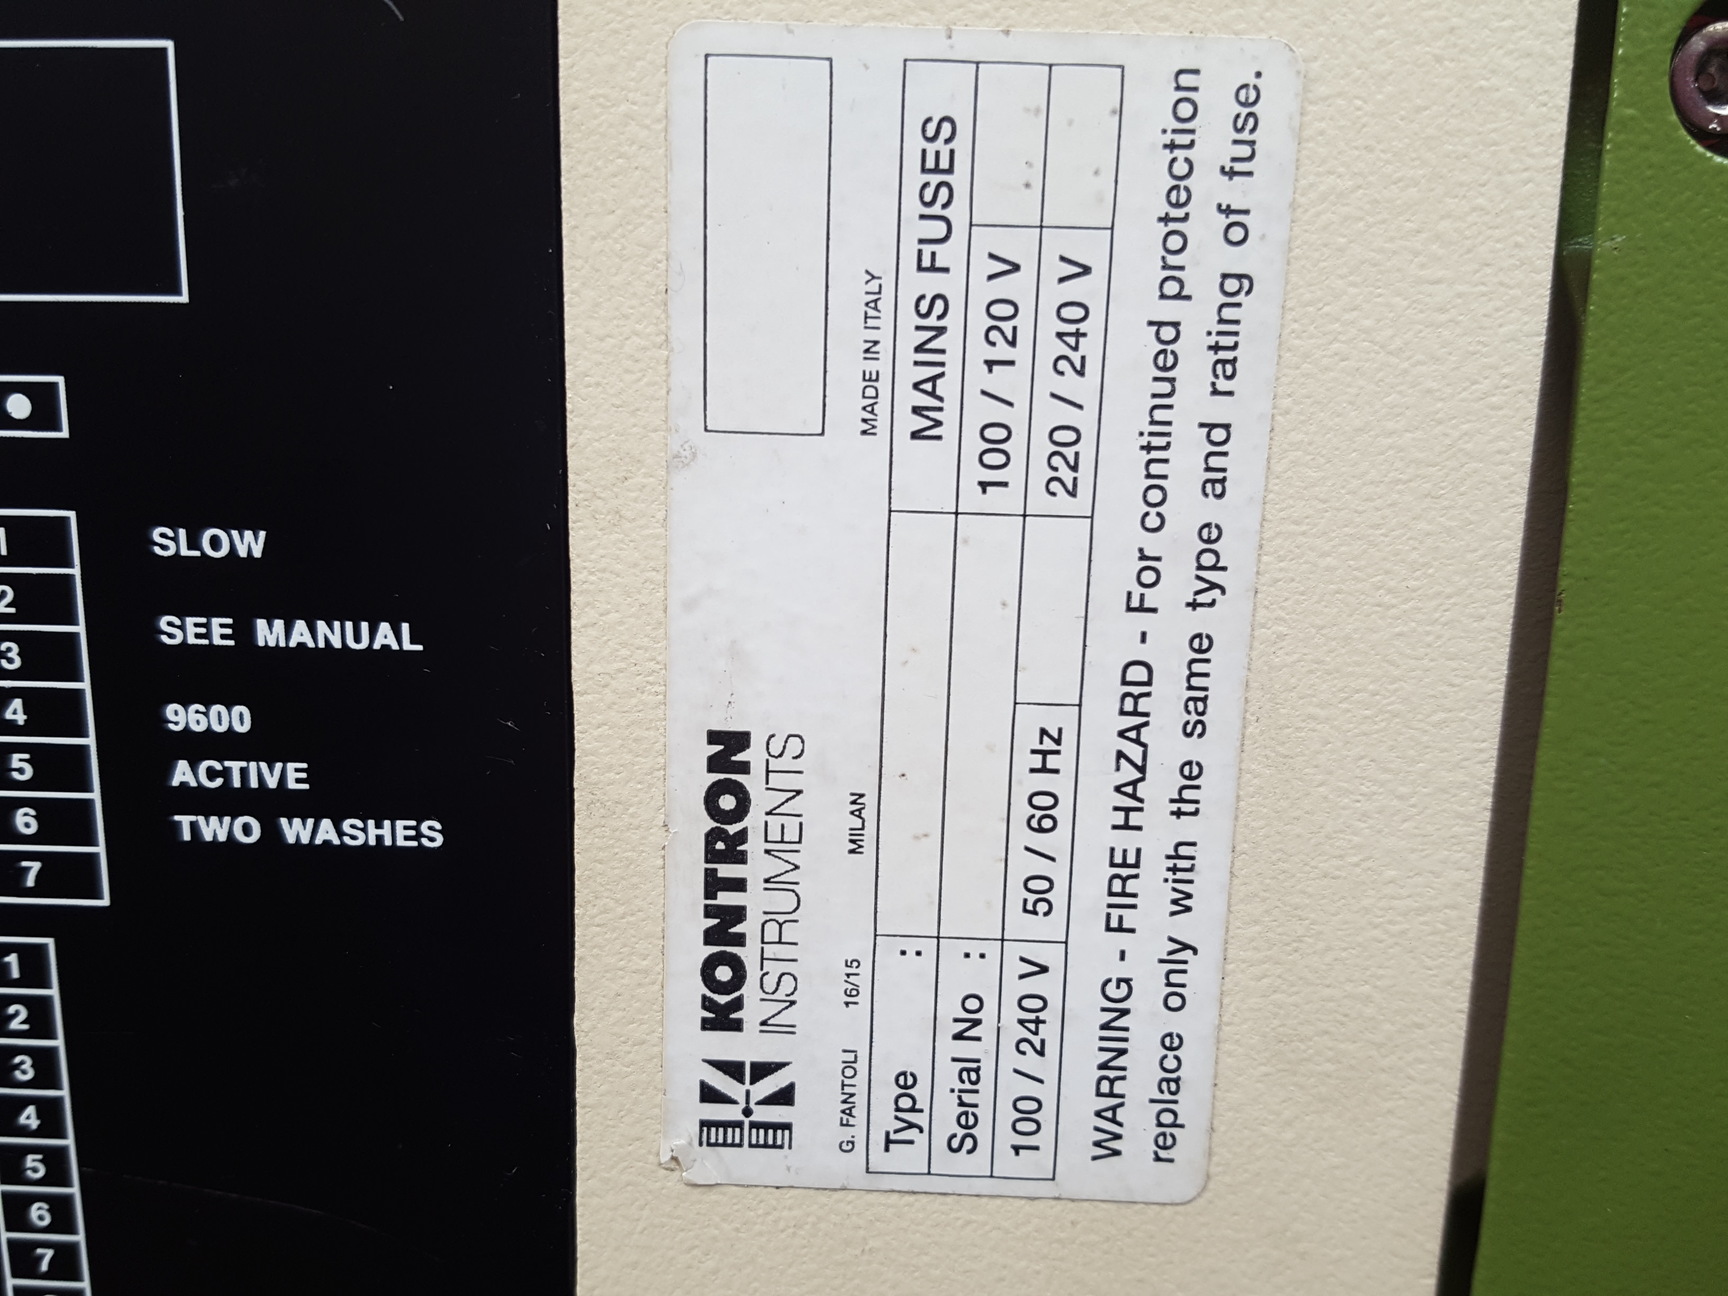 1
2
3
4
5
6
7
SLOW
SEE MANUAL
9600
ACTIVE
TWO WASHES
1
2
3
4
5
6
7
KONTRON
INSTRUMENTS
G. FANTOLI 16/15 MILAN MADE IN ITALY
Type : MAINS FUSES
Serial No : 100 / 120 V
100 / 240 V 50 / 60 Hz 220 / 240 V
WARNING - FIRE HAZARD - For continued protection
replace only with the same type and rating of fuse.